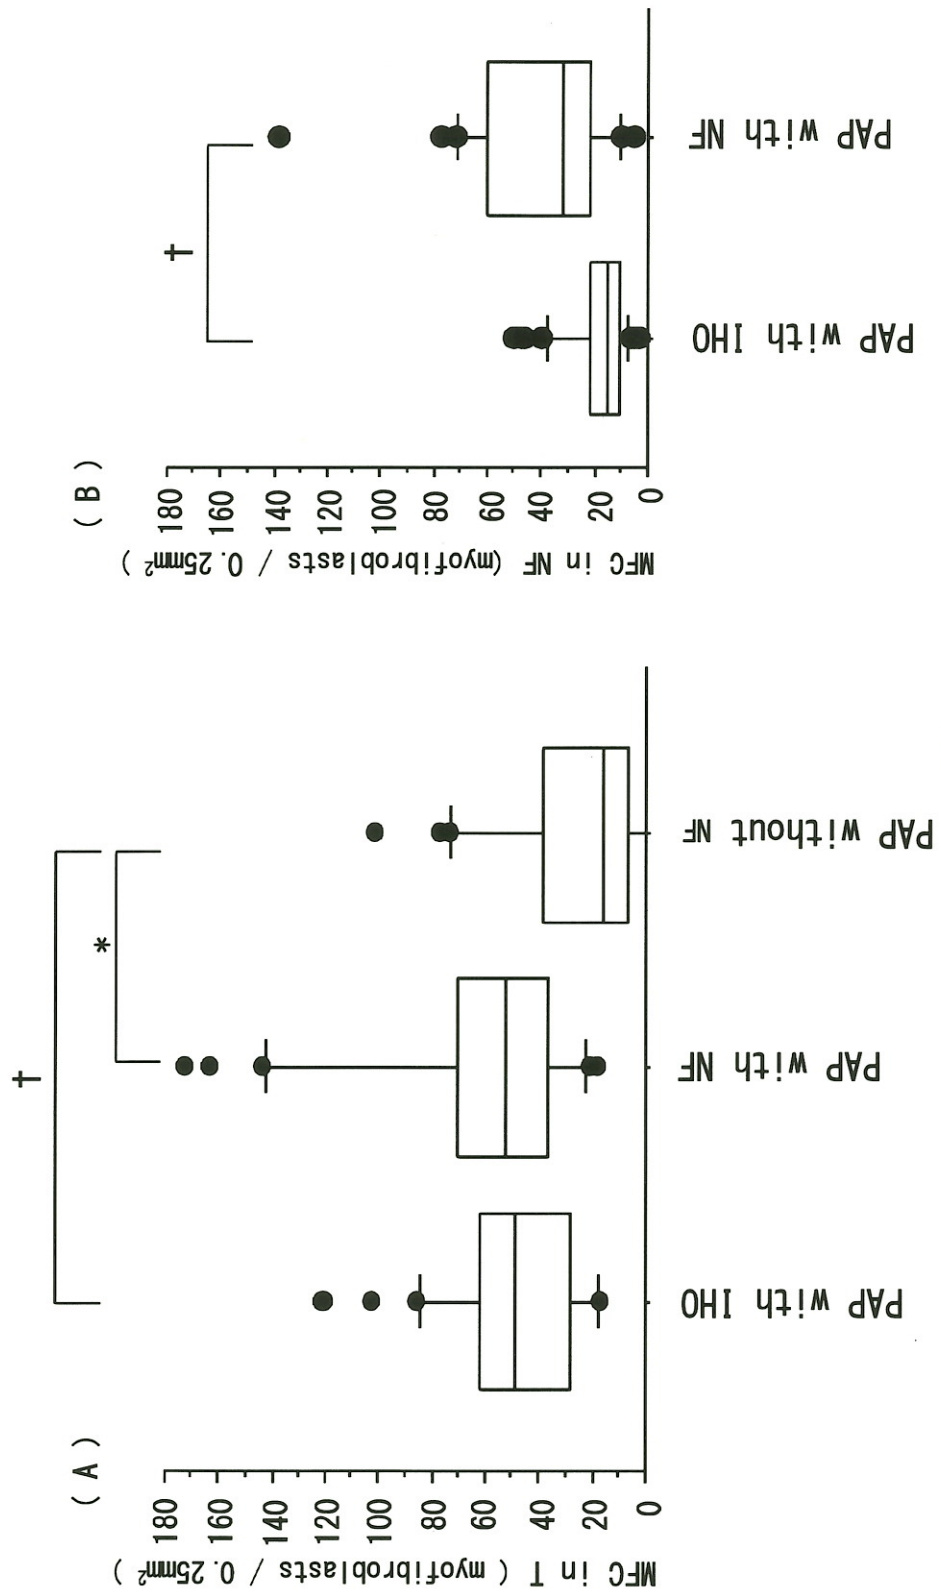 ( A )
MFC in T ( myofibroblasts / 0.25mm² )
180
160
140
120
100
80
60
40
20
0
†
*
PAP with IHO
PAP with NF
PAP without NF
( B )
MFC in NF (myofibroblasts / 0.25mm² )
180
160
140
120
100
80
60
40
20
0
†
PAP with IHO
PAP with NF